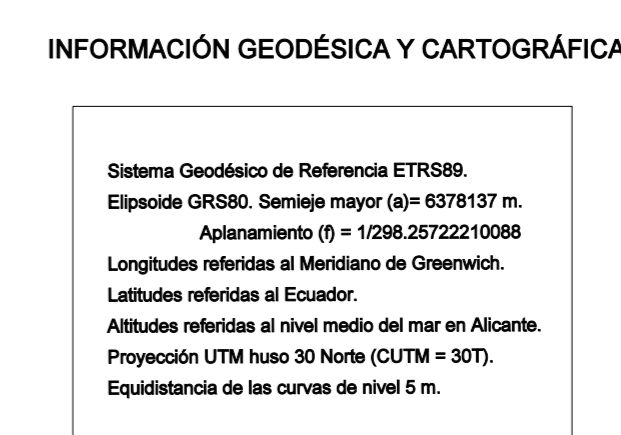 INFORMACIÓN GEODÉSICA Y CARTOGRÁFICA
Sistema Geodésico de Referencia ETRS89.
Elipsoide GRS80. Semieje mayor (a)= 6378137 m.
Aplanamiento (f) = 1/298.25722210088
Longitudes referidas al Meridiano de Greenwich.
Latitudes referidas al Ecuador.
Altitudes referidas al nivel medio del mar en Alicante.
Proyección UTM huso 30 Norte (CUTM = 30T).
Equidistancia de las curvas de nivel 5 m.